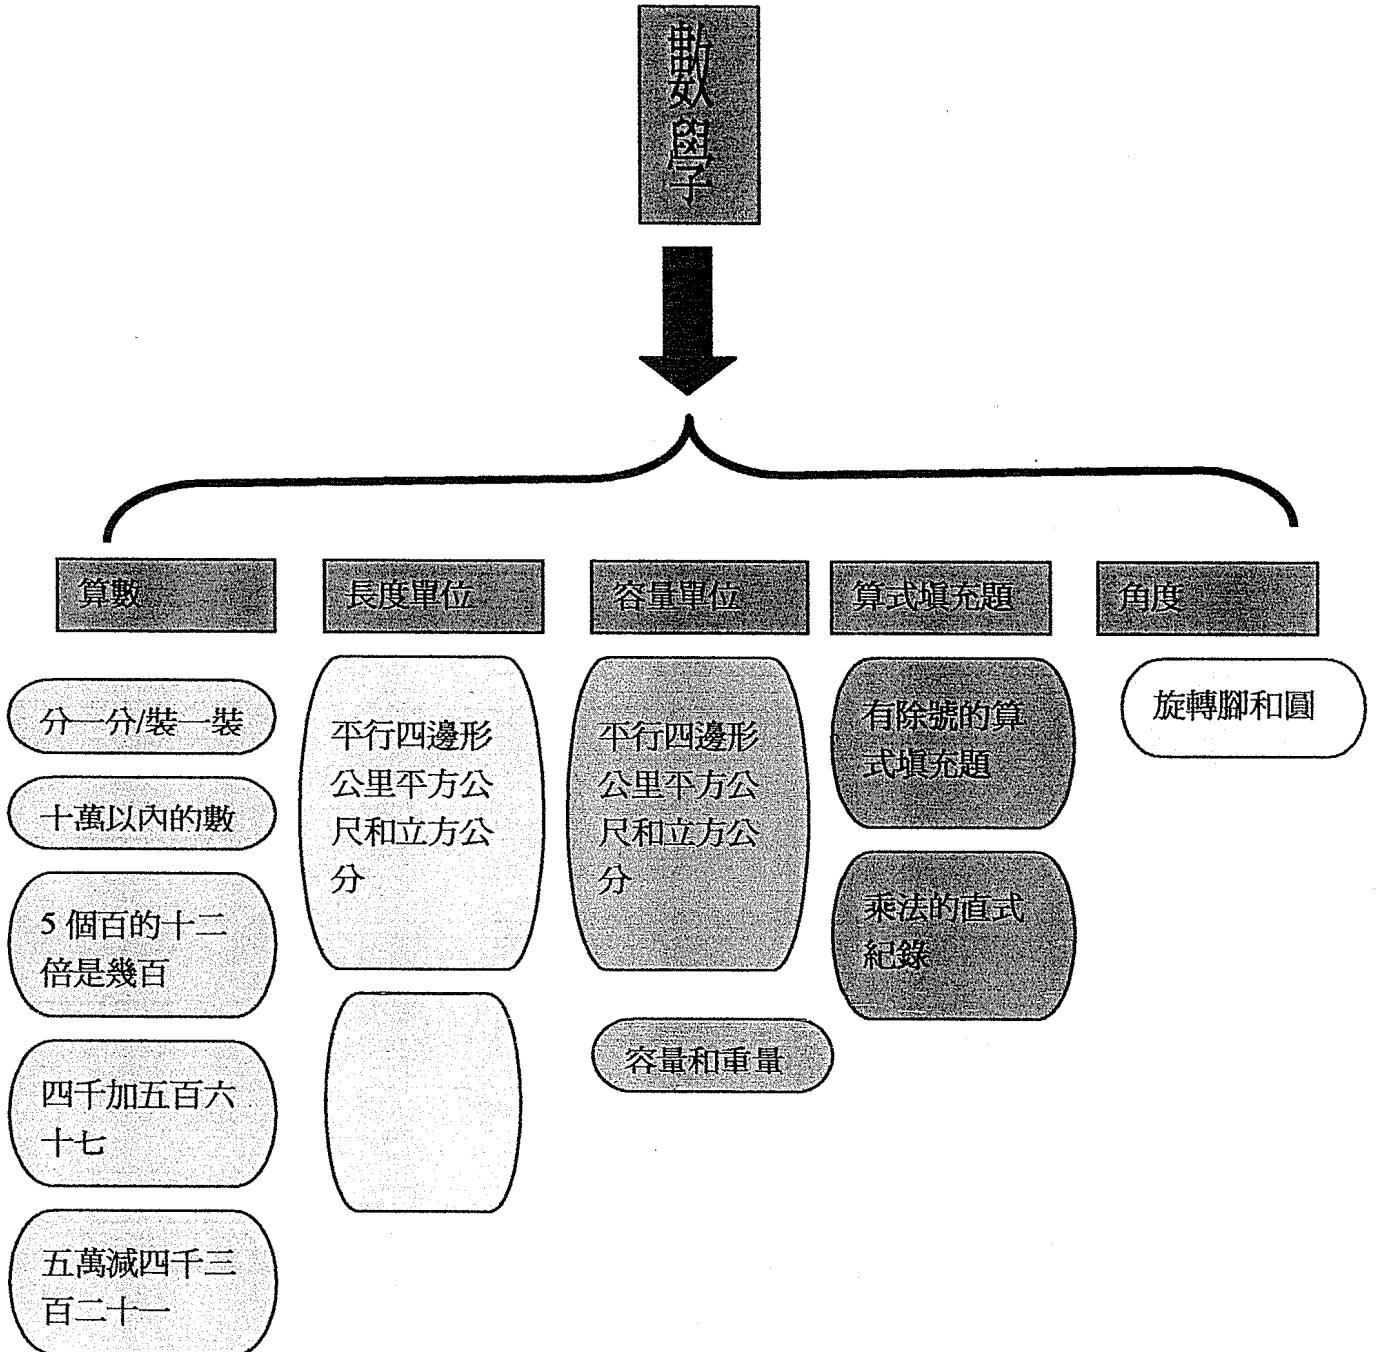 數學
算數
分一分/裝一裝
十萬以內的數
5 個百的十二
倍是幾百
四千加五百六
十七
五萬減四千三
百二十一
長度單位
平行四邊形
公里平方公
尺和立方公
分
容量單位
平行四邊形
公里平方公
尺和立方公
分
容量和重量
算式填充題
有除號的算
式填充題
乘法的直式
紀錄
角度
旋轉腳和圓